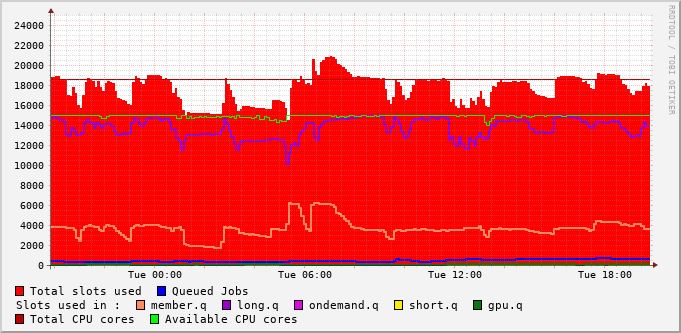 24000
22000
20000
18000
16000
14000
12000
10000
8000
6000
4000
2000
0
Tue 00:00 Tue 06:00 Tue 12:00 Tue 18:00
RRDTOOL / TOBI OETIKER
Total slots used Queued Jobs
Slots used in : member.q long.q ondemand.q short.q gpu.q
Total CPU cores Available CPU cores